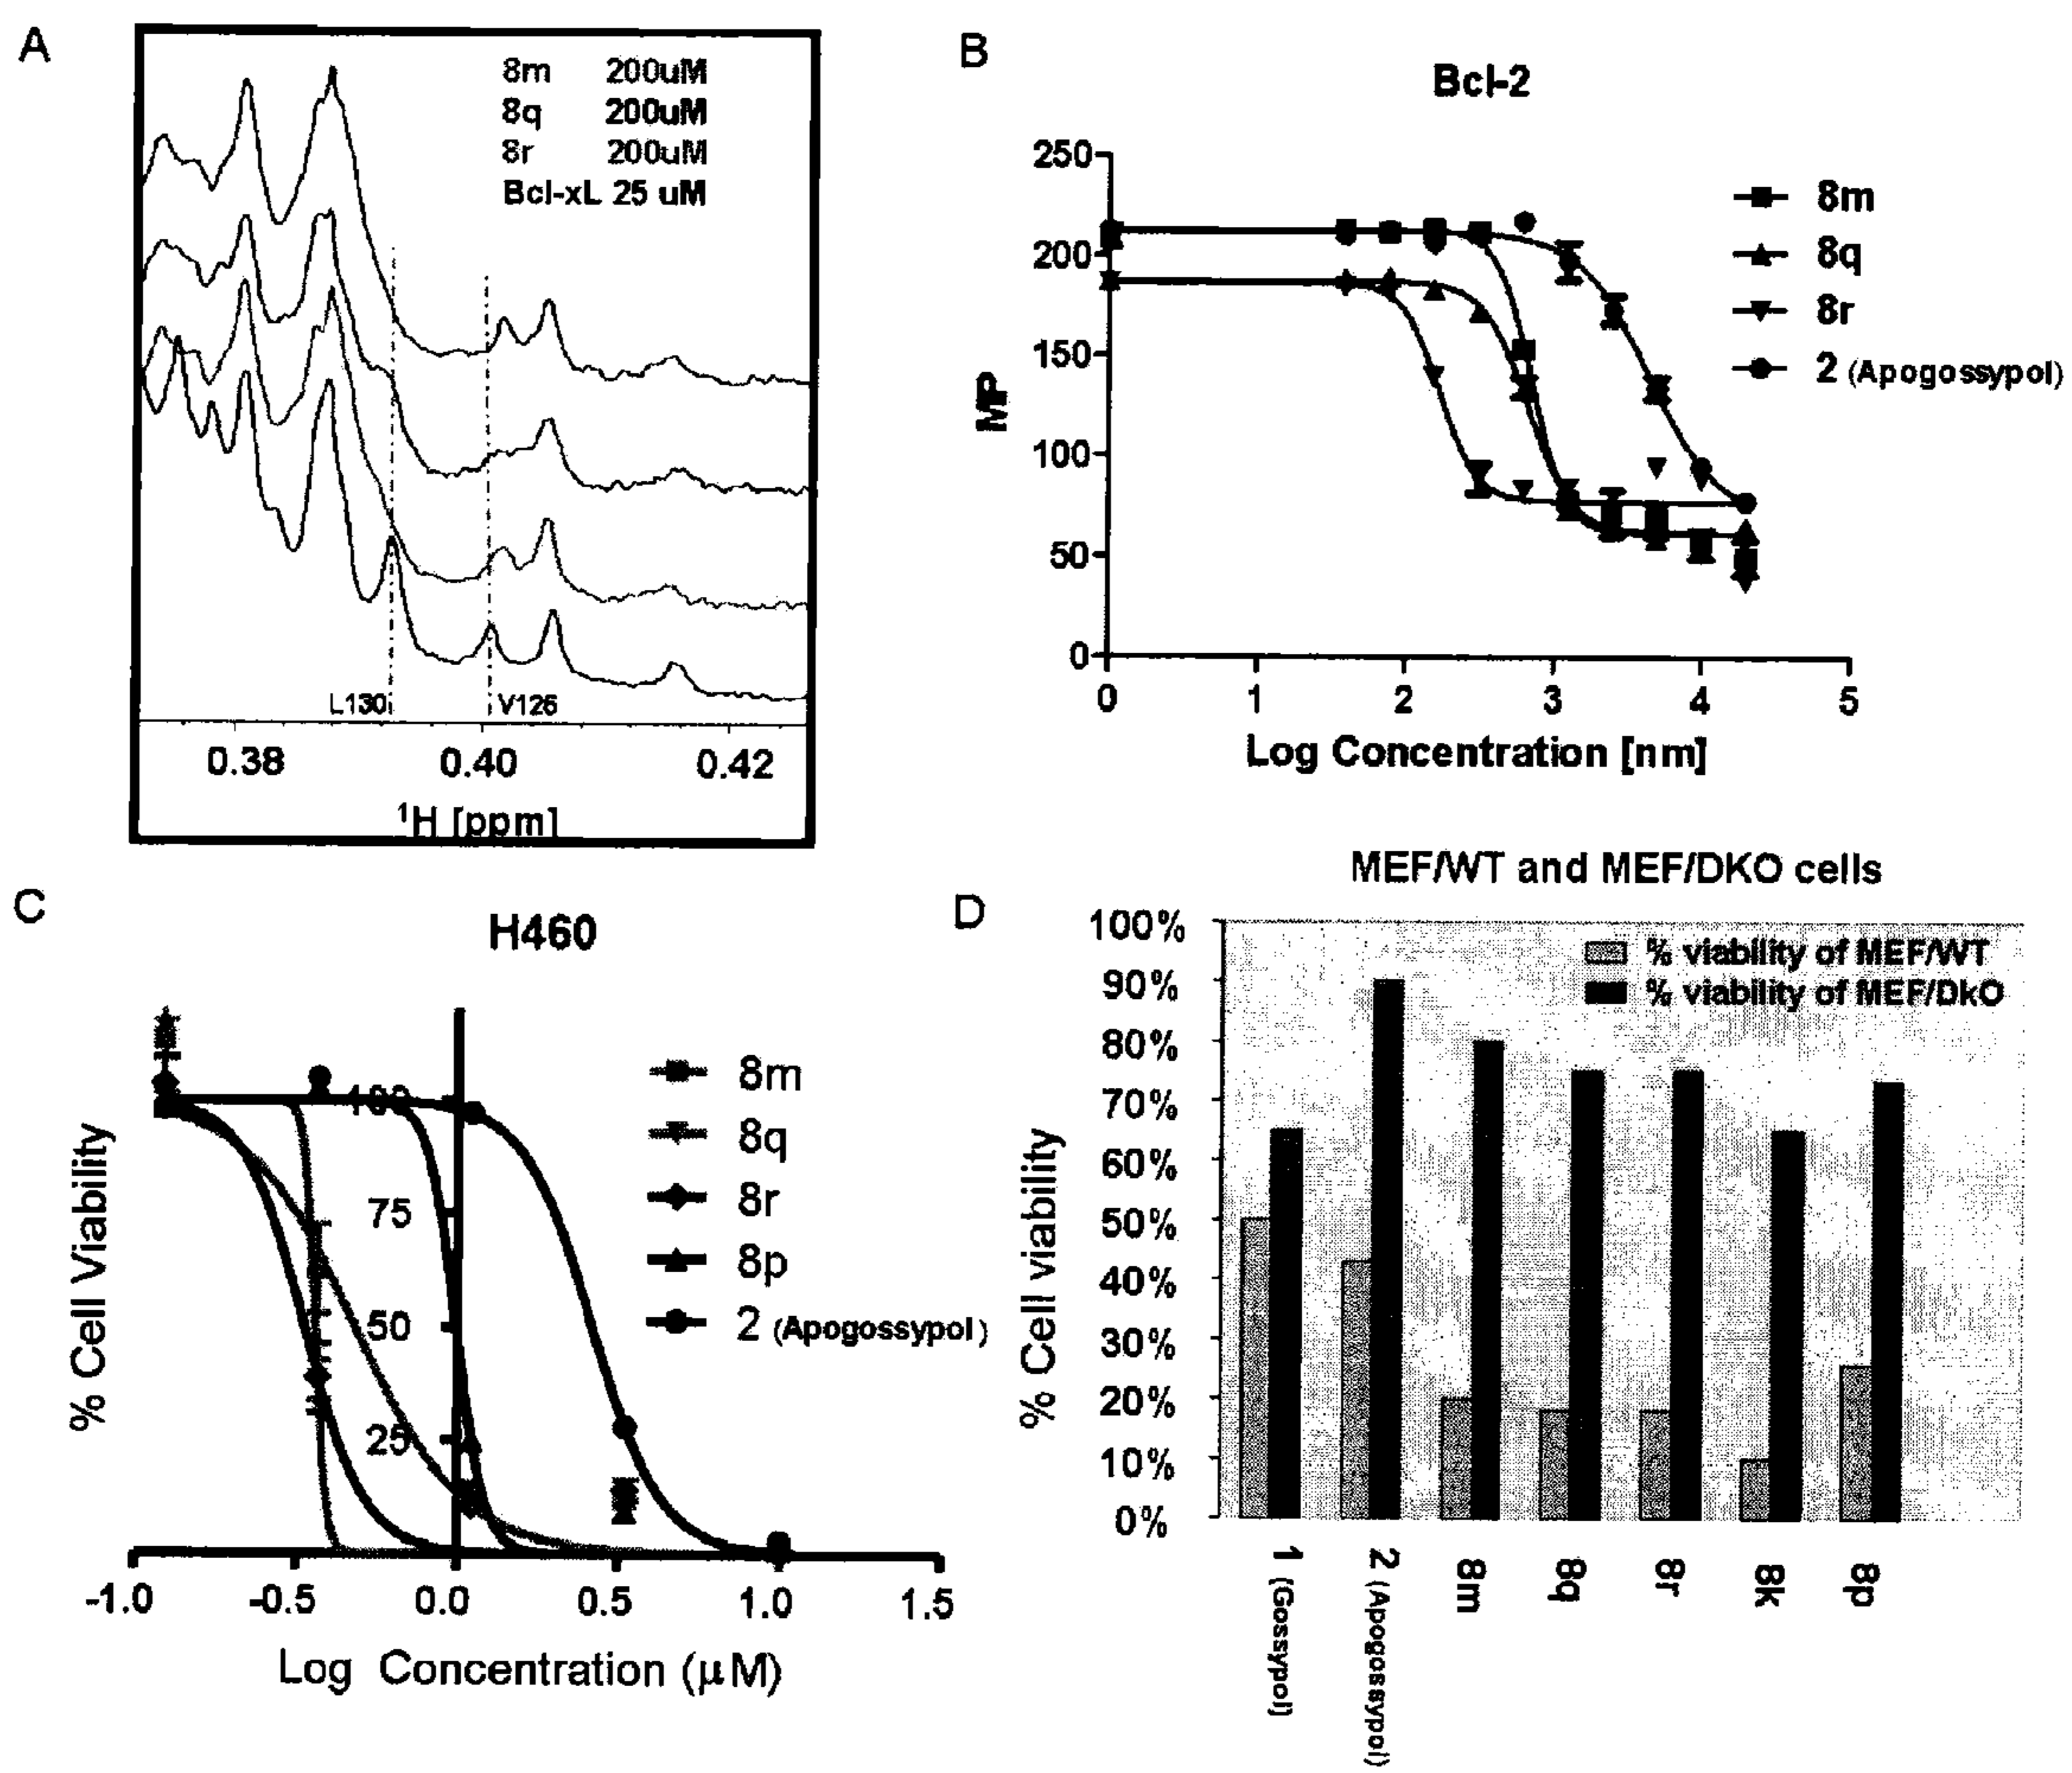 A
8m 200uM
8q 200uM
8r 200uM
Bcl-xL 25 uM
L130
V126
0.38 0.40 0.42
¹H [ppm]
B
Bcl-2
250
200
150
100
50
0
MP
0 1 2 3 4 5
Log Concentration [nm]
8m
8q
8r
2 (Apogossypol)
C
H460
% Cell Viability
100
75
50
25
-1.0 -0.5 0.0 0.5 1.0 1.5
Log Concentration (μM)
8m
8q
8r
8p
2 (Apogossypol)
D
MEF/WT and MEF/DKO cells
% viability of MEF/WT
% viability of MEF/DkO
% Cell viability
100%
90%
80%
70%
60%
50%
40%
30%
20%
10%
0%
1 (Gossypol)
2 (Apogossypol)
8m
8q
8r
8k
8p